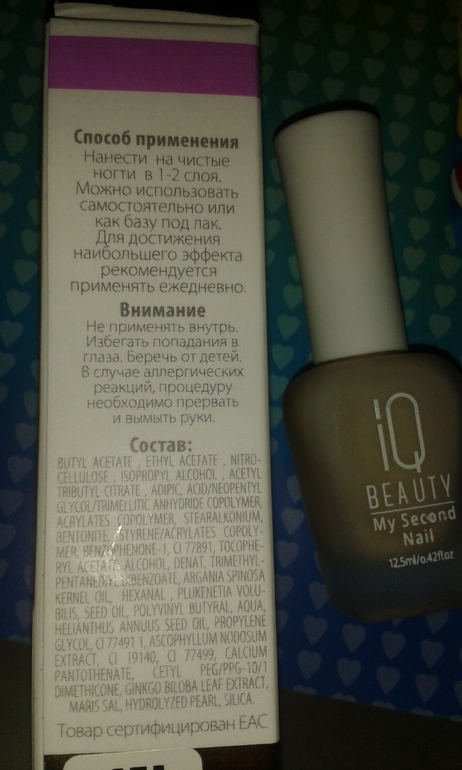 Способ применения
Нанести на чистые
ногти в 1-2 слоя.
Можно использовать
самостоятельно или
как базу под лак.
Для достижения
наибольшего эффекта
рекомендуется
применять ежедневно.
Внимание
Не применять внутрь.
Избегать попадания в
глаза. Беречь от детей.
В случае аллергических
реакций, процедуру
необходимо прервать
и вымыть руки.
Состав:
BUTYL ACETATE , ETHYL ACETATE , NITRO-
CELLULOSE , ISOPROPYL ALCOHOL , ACETYL
TRIBUTYL CITRATE , ADIPIC, ACID/NEOPENTYL
GLYCOL/TRIMELLITIC ANHYDRIDE COPOLYMER,
ACRYLATES COPOLYMER, STEARALKONIUM,
BENTONITE , STYRENE/ACRYLATES COPOLY-
MER, BENZOPHENONE-1, CI 77891, TOCOPHE-
RYL ACETATE, ALCOHOL, DENAT, TRIMETHYL-
PENTANEDIYL DIBENZOATE, ARGANIA SPINOSA
KERNEL OIL, HEXANAL , PLUKENETIA VOLU-
BILIS, SEED OIL, POLYVINYL BUTYRAL, AQUA,
HELIANTHUS ANNUUS SEED OIL, PROPYLENE
GLYCOL, CI 77491 1, ASCOPHYLLUM NODOSUM
EXTRACT, CI 19140, CI 77499, CALCIUM
PANTOTHENATE, CETYL PEG/PPG-10/1
DIMETHICONE, GINKGO BILOBA LEAF EXTRACT,
MARIS SAL, HYDROLYZED PEARL, SILICA.
Товар сертифицирован ЕАС
iQ
BEAUTY
My Second
Nail
12.5ml/0.42fl.oz